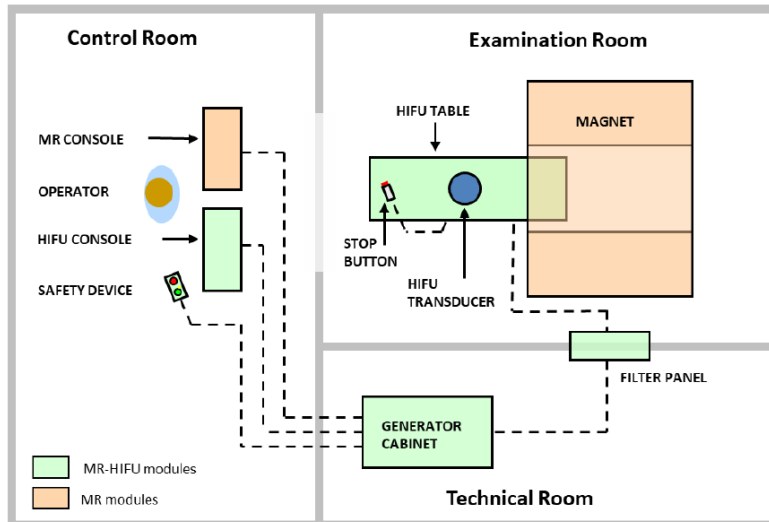 Control Room
Examination Room
MR CONSOLE
OPERATOR
HIFU CONSOLE
SAFETY DEVICE
HIFU TABLE
MAGNET
STOP
BUTTON
HIFU
TRANSDUCER
FILTER PANEL
GENERATOR
CABINET
Technical Room
MR-HIFU modules
MR modules